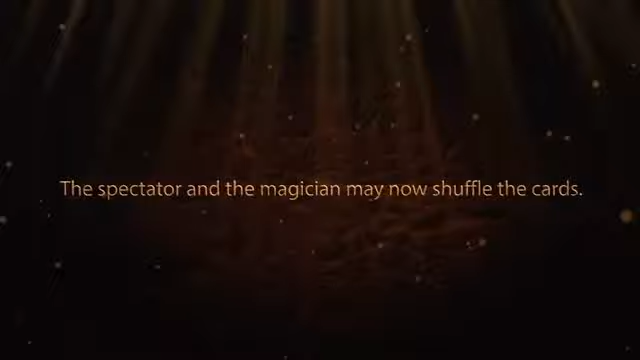 The spectator and the magician may now shuffle the cards.